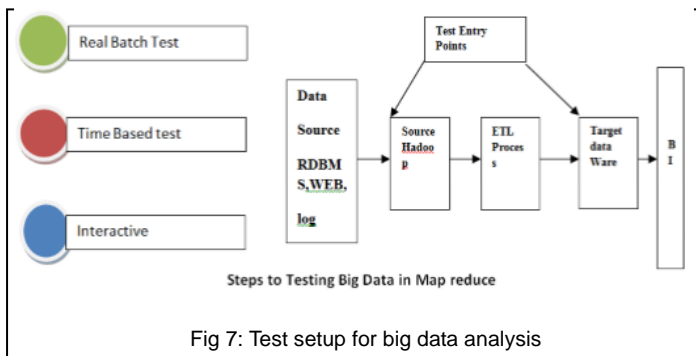 Real Batch Test
Time Based test
Interactive
Test Entry
Points
Data
Source
RDBM
S,WEB,
log
Source
Hadoo
p
ETL
Proces
s
Target
data
Ware
B
I
Steps to Testing Big Data in Map reduce
Fig 7: Test setup for big data analysis